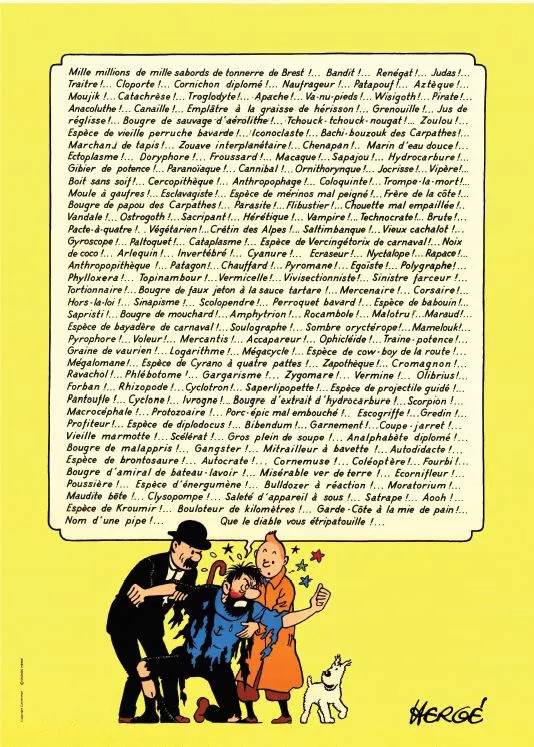 Mille millions de mille sabords de tonnerre de Brest !... Bandit !... Renégat !... Judas !...
Traître !... Cloporte !... Cornichon diplomé !... Naufrageur !... Patapouf !... Aztèque !...
Moujik !... Catachrèse !... Troglodyte !... Apache !... Va-nu-pieds !... Wisigoth !... Pirate !...
Anacoluthe !... Canaille !... Emplâtre à la graisse de hérisson !... Grenouille !... Jus de
réglisse !... Bougre de sauvage d'aérolithe !... Tchouck-tchouck-nougat !... Zoulou !...
Espèce de vieille perruche bavarde !... Iconoclaste !... Bachi-bouzouk des Carpathes !...
Marchand de tapis !... Zouave interplanétaire !... Chenapan !.. Marin d'eau douce !...
Ectoplasme !... Doryphore !... Froussard !... Macaque !... Sapajou !... Hydrocarbure !...
Gibier de potence !... Paranoïaque !... Cannibal !... Ornithorynque !... Jocrisse !... Vipère !...
Boit sans soif !... Cercopithèque !... Anthropophage !... Coloquinte !... Trompe-la-mort !...
Moule à gaufres !... Esclavagiste !... Espèce de mérinos mal peigné !... Frère de la côte !...
Bougre de papou des Carpathes !... Parasite !... Flibustier !... Chouette mal empaillée !...
Vandale !... Ostrogoth !... Sacripant !... Hérétique !... Vampire !... Technocrate !... Brute !...
Pacte-à-quatre !.. Végétarien !... Crétin des Alpes !... Saltimbanque !... Vieux cachalot !...
Gyroscope !... Paltoquet !... Cataplasme !... Espèce de Vercingétorix de carnaval !... Noix
de coco !... Arlequin !... Invertébré !... Cyanure !... Ecraseur !... Nyctalope !... Rapace !...
Anthropopithèque !... Patagon !... Chauffard !... Pyromane !... Egoïste !... Polygraphe !...
Phylloxera !... Topinambour !... Vermicelle !... Vivisectionniste !... Sinistre farceur !...
Tortionnaire !... Bougre de faux jeton à la sauce tartare !... Mercenaire !... Corsaire !...
Hors-la-loi !... Sinapisme !... Scolopendre !... Perroquet bavard !... Espèce de babouin !...
Sapristi !... Bougre de mouchard !... Amphytrion !... Rocambole !... Malotru !... Maraud !...
Espèce de bayadère de carnaval !... Soulographe !... Sombre oryctérope !... Mamelouk !...
Pyrophore !... Voleur !... Mercantis !... Accapareur !... Ophicléide !... Traine-potence !...
Graine de vaurien !... Logarithme !... Mégacycle !... Espèce de cow-boy de la route !...
Mégalomane !... Espèce de Cyrano à quatre pattes !... Zapothèque !... Cromagnon !...
Ravachol !... Phlébotome !... Gargarisme !... Zygomare !... Vermine !... Olibrius !...
Forban !... Rhizopode !... Cyclotron !... Saperlipopette !... Espèce de projectile guidé !...
Pantoufle !... Cyclone !... Ivrogne !... Bougre d'extrait d'hydrocarbure !... Scorpion !...
Macrocéphale !... Protozoaire !... Porc-épic mal embouché !... Escogriffe !... Gredin !...
Profiteur !... Espèce de diplodocus !... Bibendum !... Garnement !... Coupe-jarret !...
Vieille marmotte !... Scélérat !... Gros plein de soupe !... Analphabète diplomé !...
Bougre de malappris !... Gangster !... Mitrailleur à bavette !... Autodidacte !...
Espèce de brontosaure !... Autocrate !... Cornemuse !... Coléoptère !... Fourbi !...
Bougre d'amiral de bateau-lavoir !... Misérable ver de terre !... Ecornifleur !...
Poussière !... Espèce d'énergumène !... Bulldozer à réaction !... Moratorium !...
Maudite bête !... Clysopompe !... Saleté d'appareil à sous !... Satrape !... Aooh !...
Espèce de Kroumir !... Bouloteur de kilomètres !... Garde-Côte à la mie de pain !...
Nom d'une pipe !... Que le diable vous étripatouille !...
HERGÉ